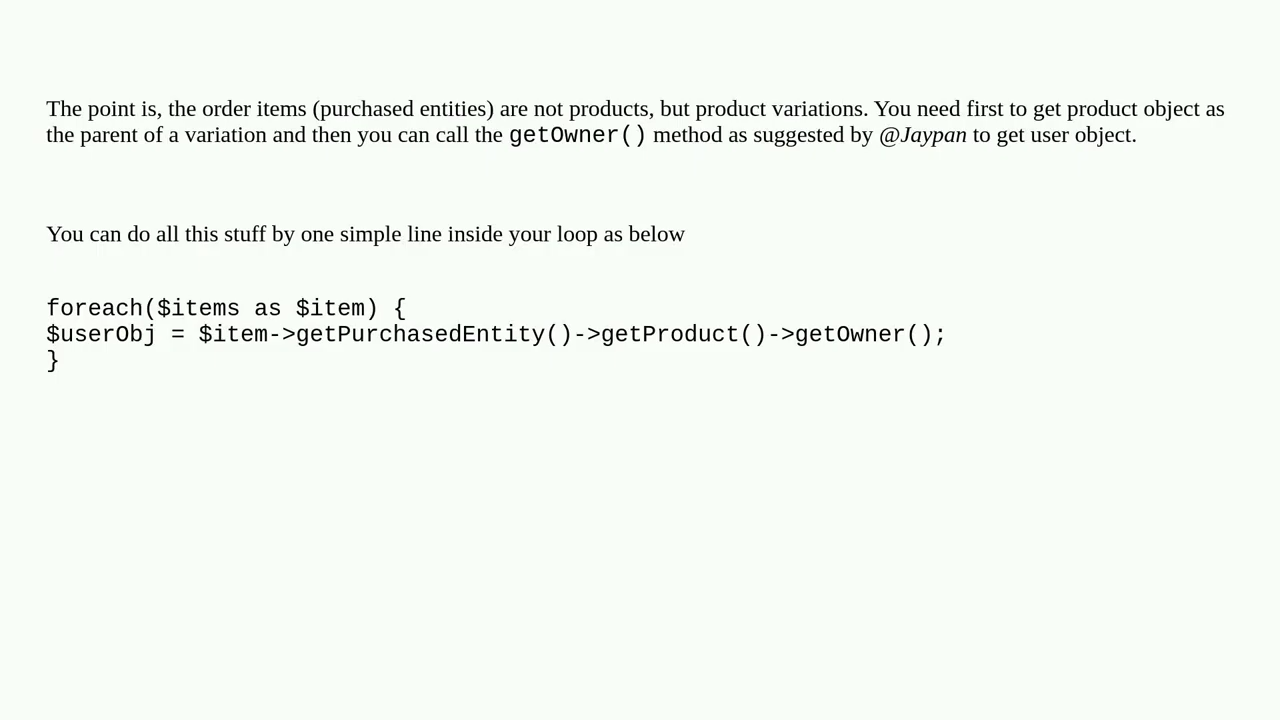 The point is, the order items (purchased entities) are not products, but product variations. You need first to get product object as
the parent of a variation and then you can call the getOwner() method as suggested by @Jaypan to get user object.
You can do all this stuff by one simple line inside your loop as below
foreach($items as $item) {
$userObj = $item->getPurchasedEntity()->getProduct()->getOwner();
}